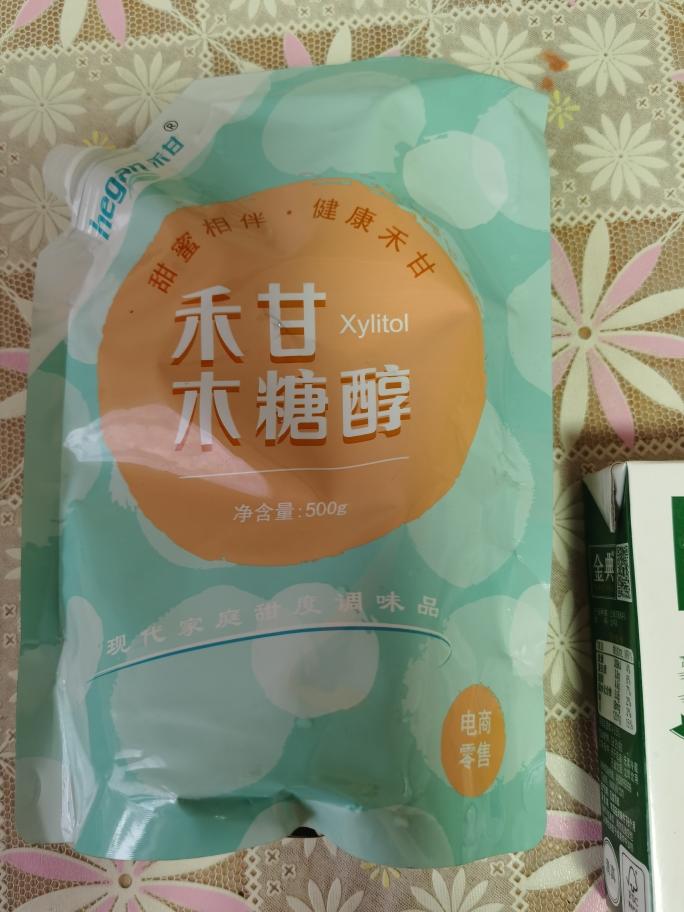 hegan禾甘®
甜蜜相伴·健康禾甘
禾甘 Xylitol
木糖醇
净含量:500g
现代家庭甜度调味品
电商
零售
金典